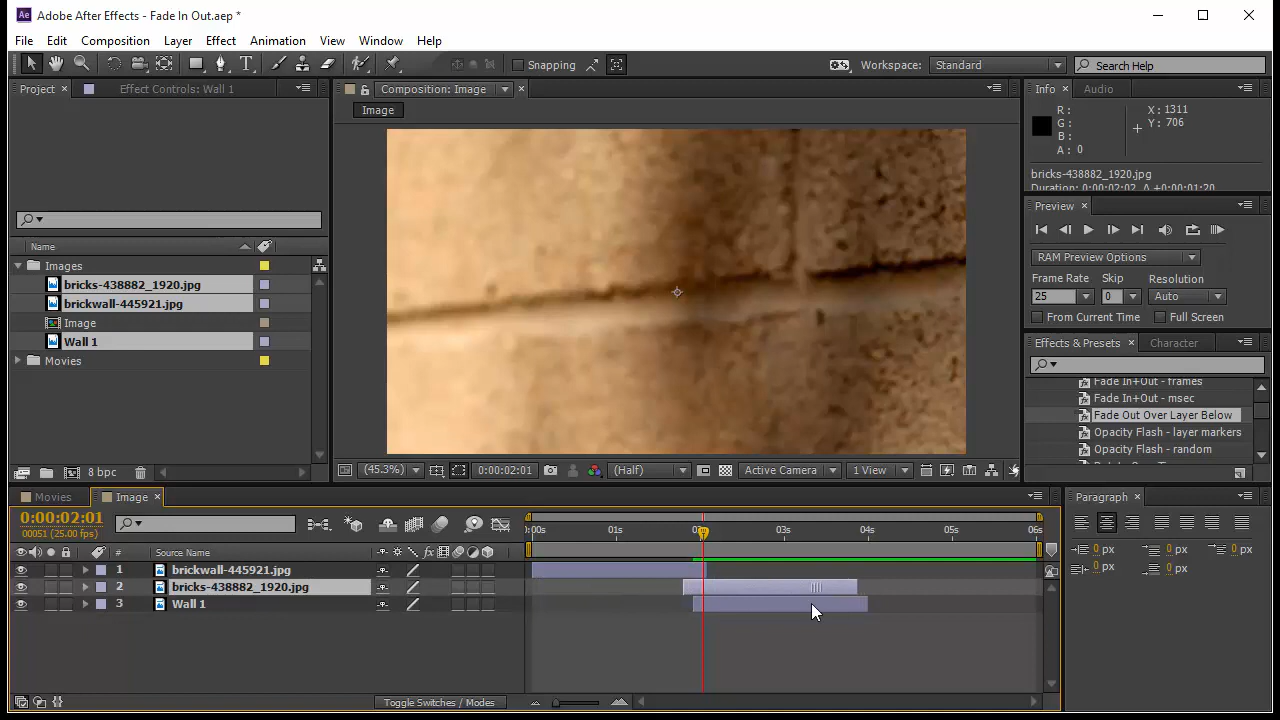 Ae Adobe After Effects - Fade In Out.aep *
File Edit Composition Layer Effect Animation View Window Help
Snapping Workspace: Standard Search Help
Project Effect Controls: Wall 1
Composition: Image
Image
Info Audio
R: X: 1311
G: Y: 706
B:
A: 0
bricks-438882_1920.jpg
Duration: 0:00:02:02, Δ +0:00:01:20
Preview
RAM Preview Options
Frame Rate Skip Resolution
25 0 Auto
From Current Time Full Screen
Name
Images
bricks-438882_1920.jpg
brickwall-445921.jpg
Image
Wall 1
Movies
8 bpc
(45.3%) 0:00:02:01 (Half) Active Camera 1 View
Effects & Presets Character
Fade In+Out - frames
Fade In+Out - msec
Fade Out Over Layer Below
Opacity Flash - layer markers
Opacity Flash - random
Movies Image
0:00:02:01
00051 (25.00 fps)
0:00s 01s 03s 04s 05s 06s
# Source Name
1 brickwall-445921.jpg
2 bricks-438882_1920.jpg
3 Wall 1
Toggle Switches / Modes
Paragraph
0 px 0 px 0 px
0 px 0 px